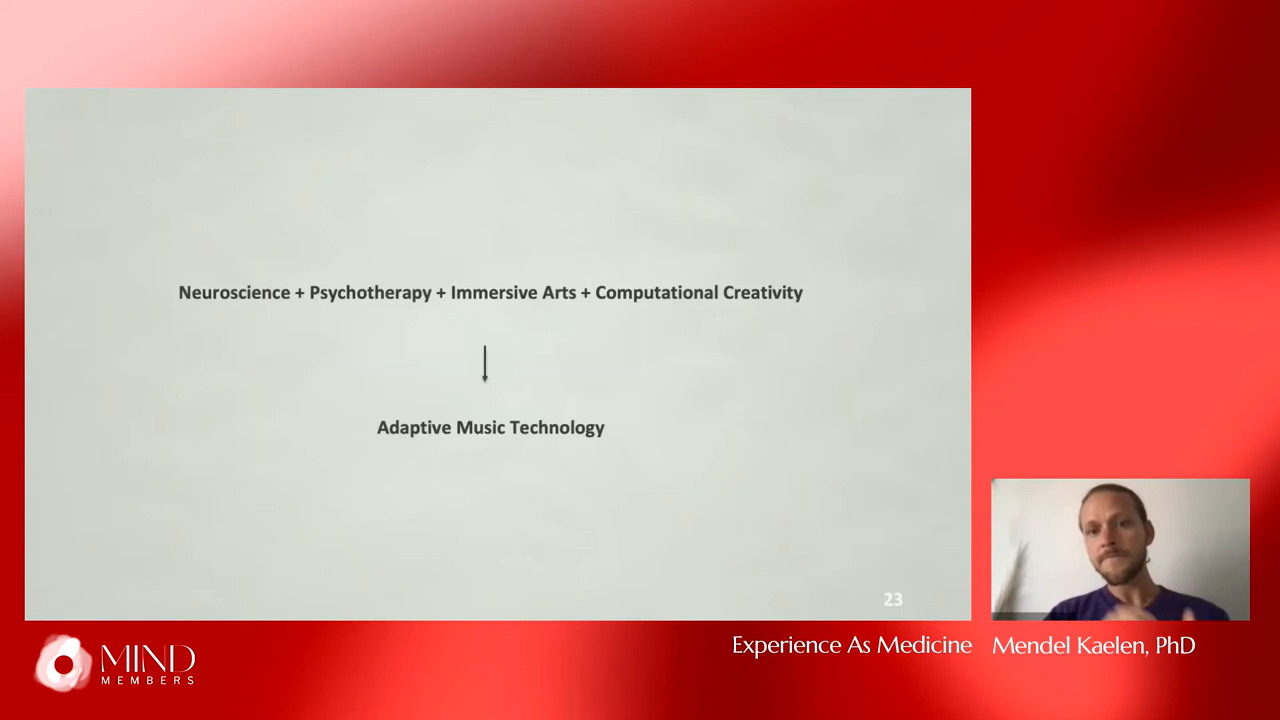 Neuroscience + Psychotherapy + Immersive Arts + Computational Creativity
Adaptive Music Technology
23
Experience As Medicine
Mendel Kaelen, PhD
MIND
MEMBERS